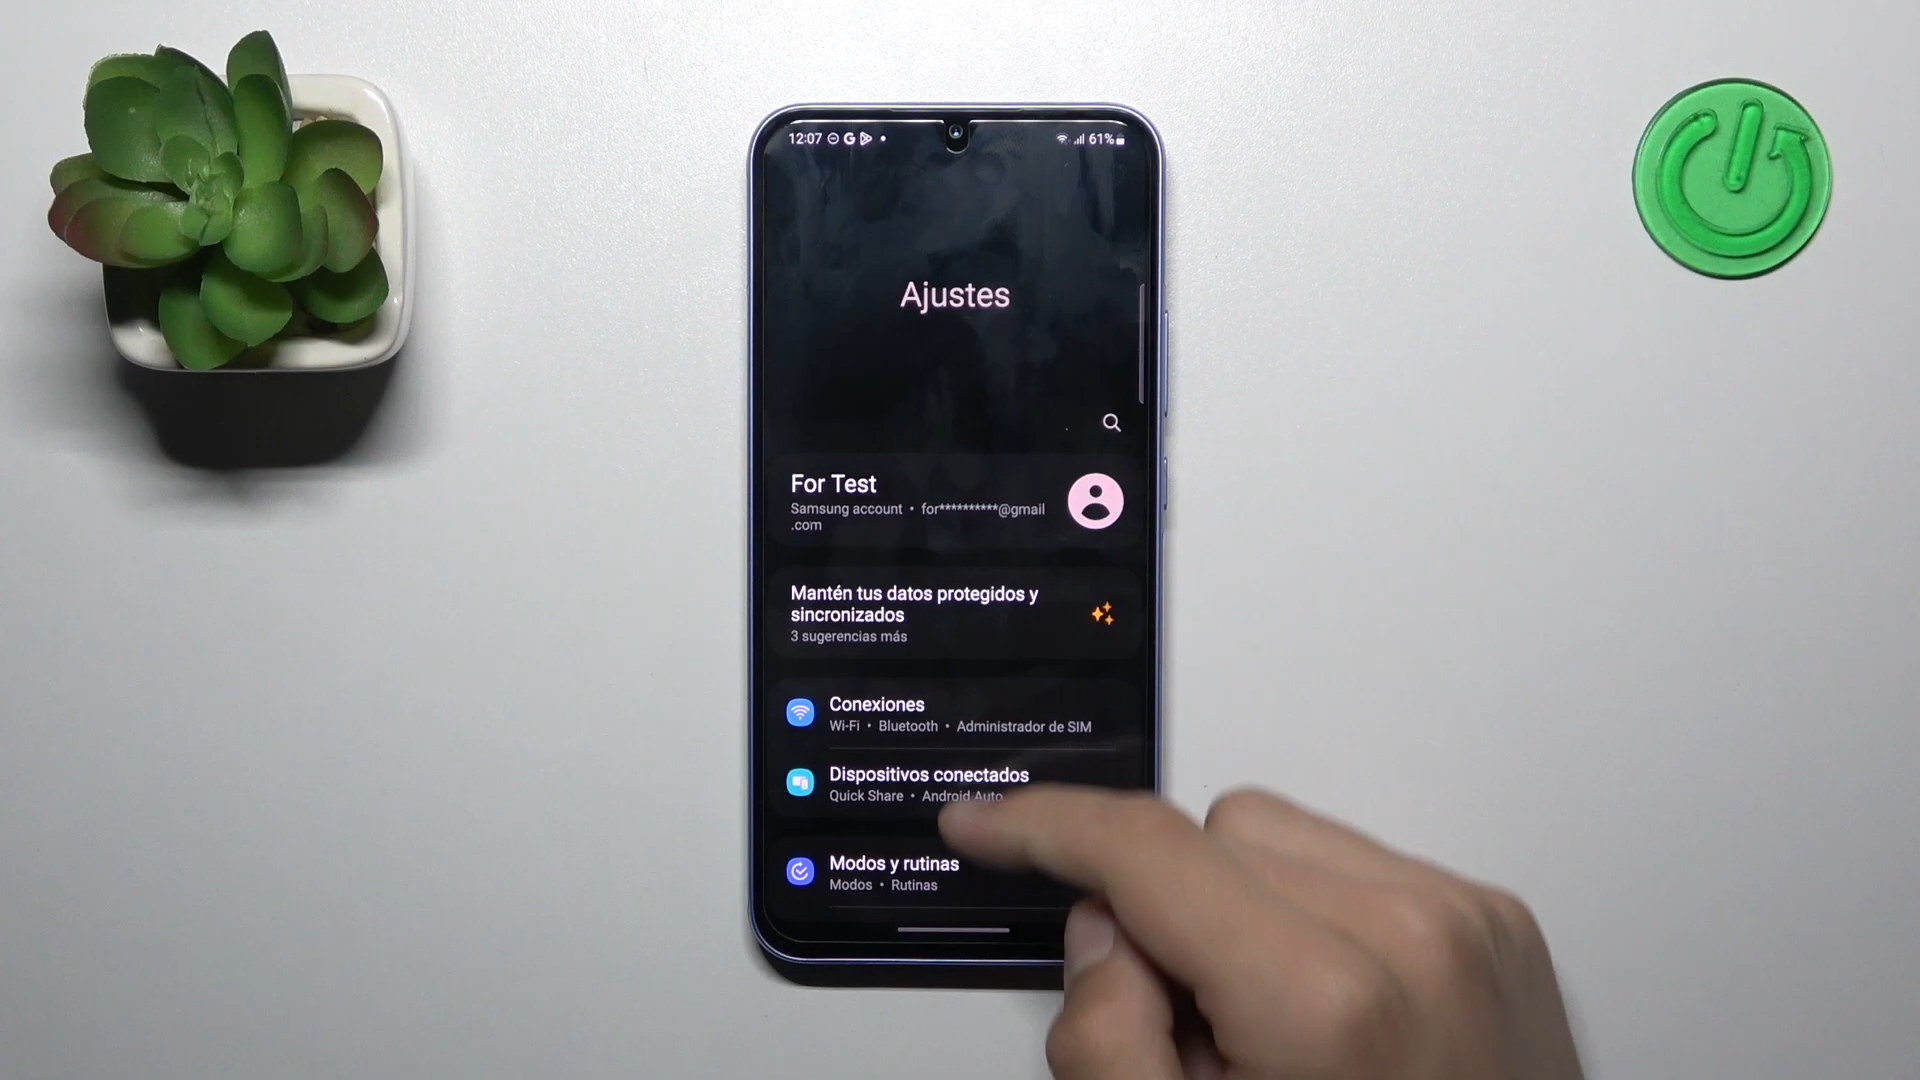 12:07 61%
Ajustes
For Test
Samsung account • for**********@gmail
.com
Mantén tus datos protegidos y
sincronizados
3 sugerencias más
Conexiones
Wi-Fi • Bluetooth • Administrador de SIM
Dispositivos conectados
Quick Share • Android Auto
Modos y rutinas
Modos • Rutinas